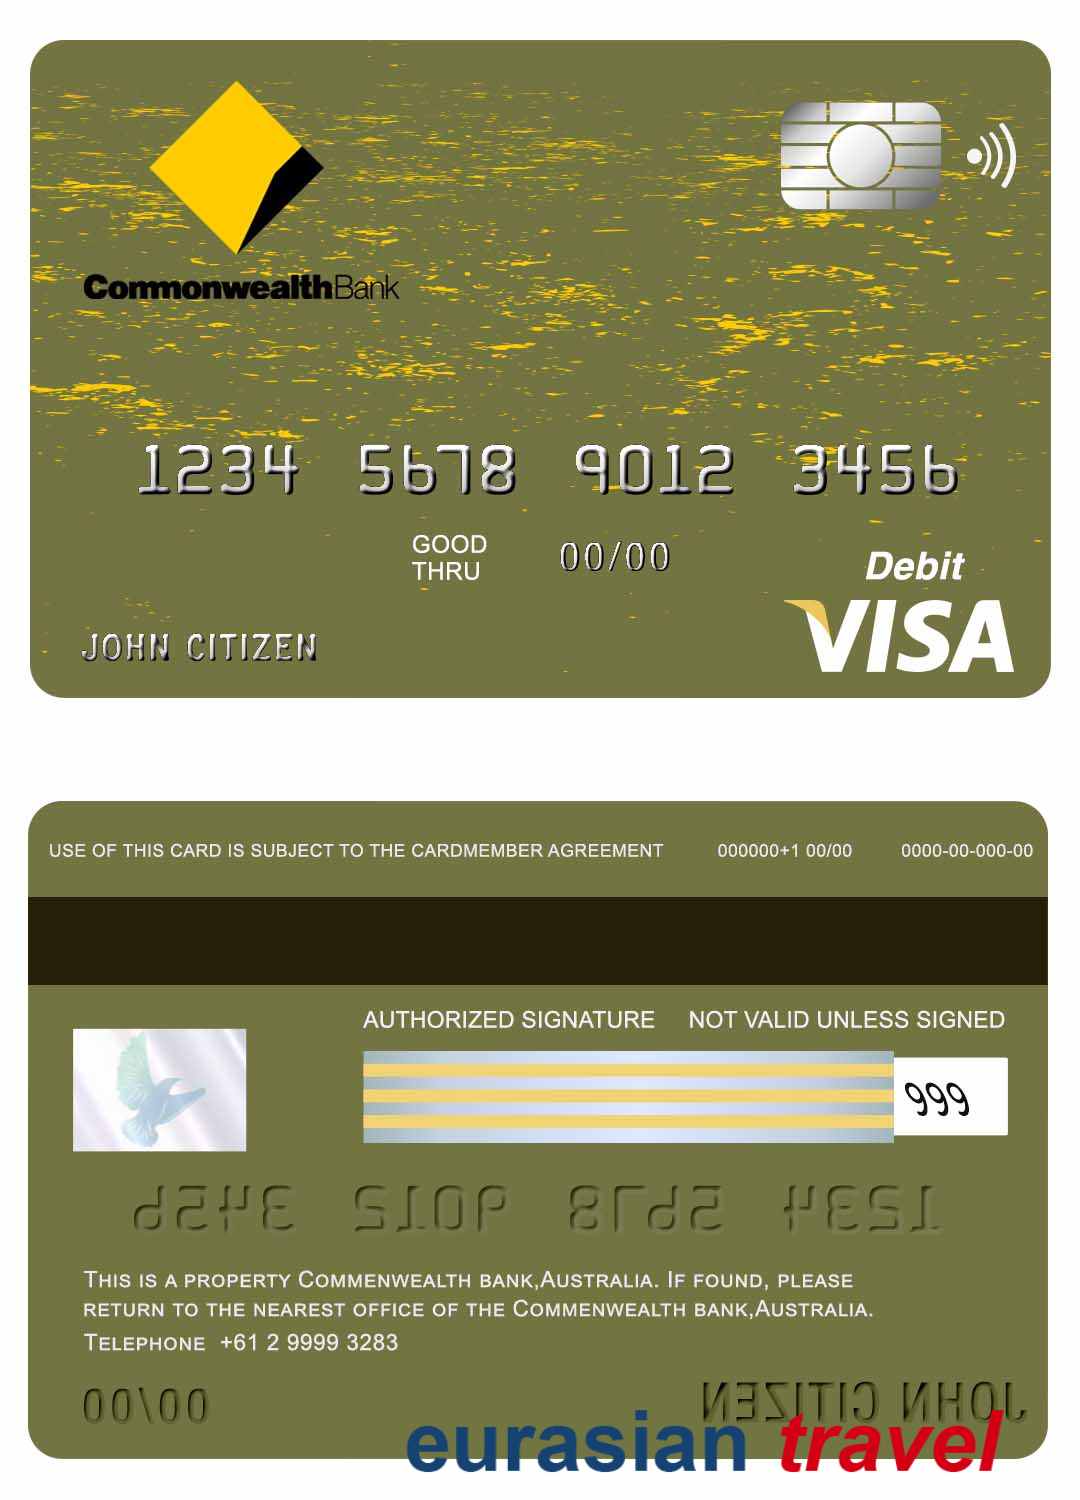 CommonwealthBank
1234 5678 9012 3456
GOOD THRU 00/00
Debit
JOHN CITIZEN
VISA
USE OF THIS CARD IS SUBJECT TO THE CARDMEMBER AGREEMENT 000000+1 00/00 0000-00-000-00
AUTHORIZED SIGNATURE NOT VALID UNLESS SIGNED
999
1234 5678 9012 3456
THIS IS A PROPERTY COMMENWEALTH BANK,AUSTRALIA. IF FOUND, PLEASE
RETURN TO THE NEAREST OFFICE OF THE COMMENWEALTH BANK,AUSTRALIA.
TELEPHONE +61 2 9999 3283
00/00 JOHN CITIZEN
eurasian travel